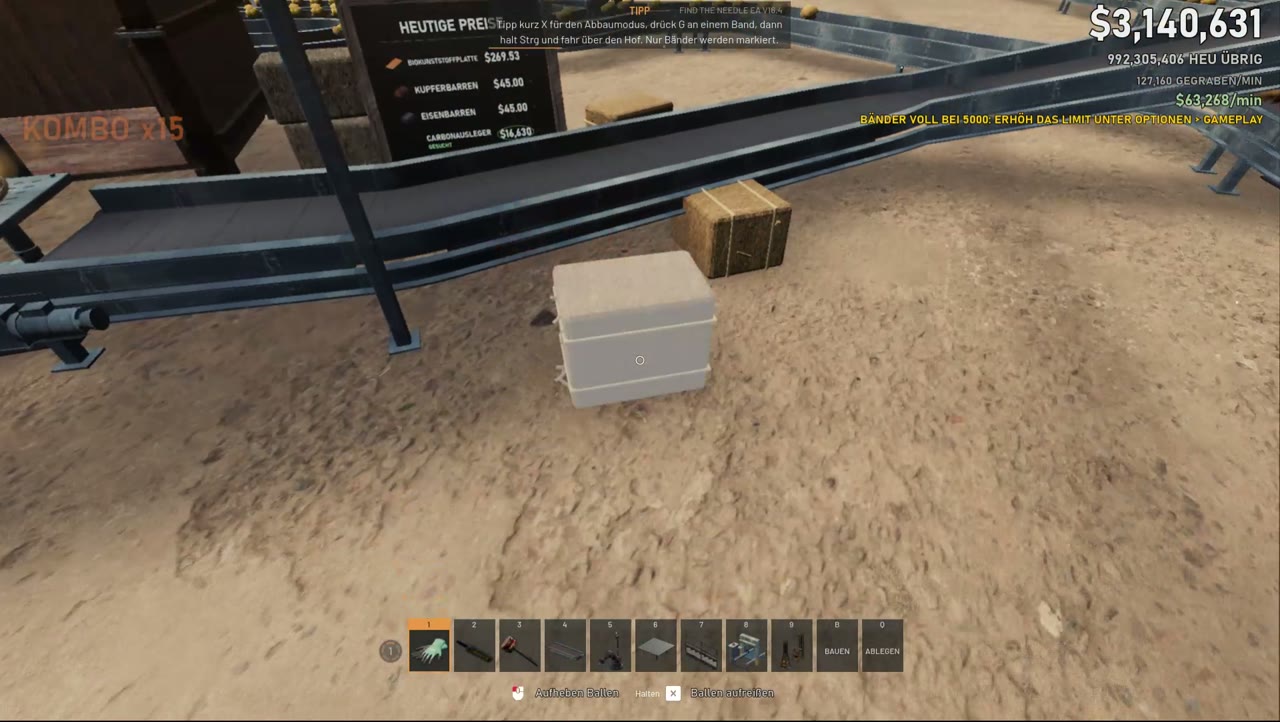 TIPP
FIND THE NEEDLE EA V18.4
Tipp kurz X für den Abbaumodus, drück G an einem Band, dann
halt Strg und fahr über den Hof. Nur Bänder werden markiert.
$3,140,631
992,305,406 HEU ÜBRIG
127,160 GEGRABEN/MIN
$63,268/min
BÄNDER VOLL BEI 5000: ERHÖH DAS LIMIT UNTER OPTIONEN > GAMEPLAY
HEUTIGE PREISE
BIOKUNSTSTOFFPLATTE $269.53
KUPFERBARREN $45.00
EISENBARREN $45.00
CARBONAUSLEGER $16,630
GESUCHT
KOMBO x15
1 2 3 4 5 6 7 8 9 B Q
1
BAUEN ABLEGEN
Aufheben Ballen Halten X Ballen aufreißen